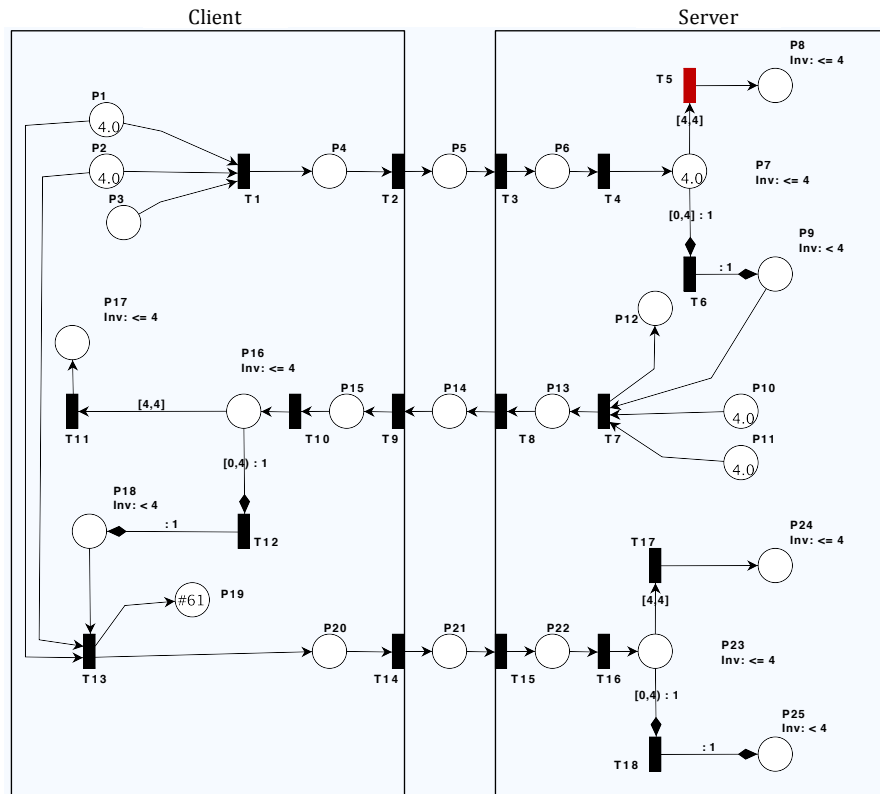 Client
Server
P8
Inv: <= 4
T5
[4,4]
P1
4.0
P2
4.0
P3
T1
P4
T2
P5
T3
P6
T4
4.0
P7
Inv: <= 4
[0,4] : 1
P9
Inv: < 4
: 1
T6
P17
Inv: <= 4
P12
P16
Inv: <= 4
[4,4]
T11
T10
P15
T9
P14
T8
P13
T7
P10
4.0
P11
4.0
[0,4) : 1
P18
Inv: < 4
: 1
T12
T17
P24
Inv: <= 4
#61
P19
[4,4]
T13
P20
T14
P21
T15
P22
T16
P23
Inv: <= 4
[0,4) : 1
P25
Inv: < 4
: 1
T18